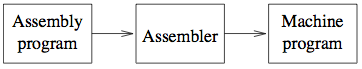 Assembly
program
Assembler
Machine
program